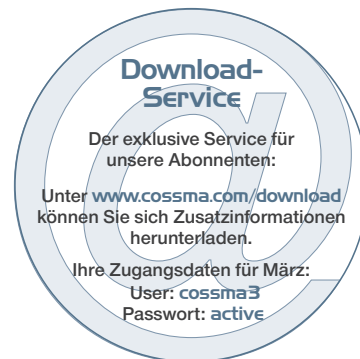 Download-
Service
Der exklusive Service für
unsere Abonnenten:
Unter www.cossma.com/download
können Sie sich Zusatzinformationen
herunterladen.
Ihre Zugangsdaten für März:
User: cossma3
Passwort: active